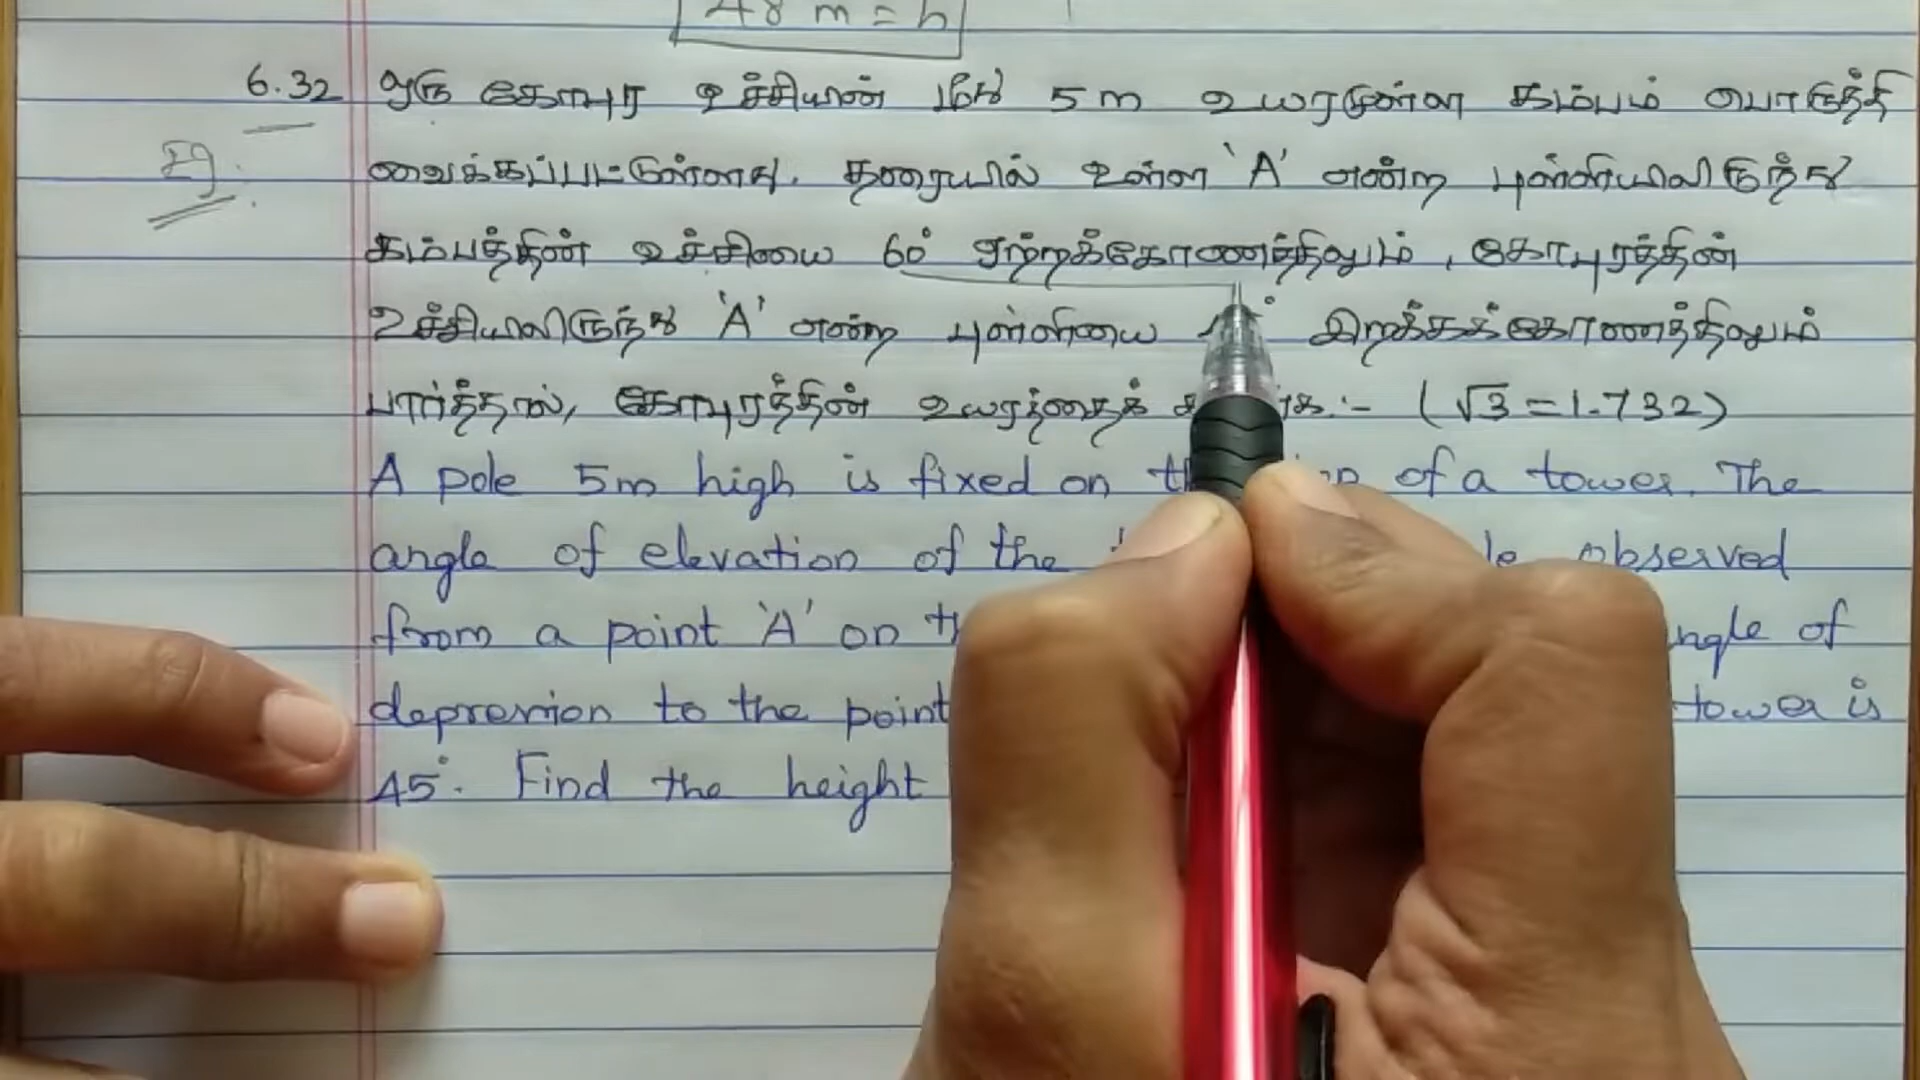 48 m = h
6.32 ஒரு கோபுர உச்சியின் மீது 5 m உயரமுள்ள கம்பம் பொருத்தி
Eg.
வைக்கப்பட்டுள்ளது. தரையில் உள்ள 'A' என்ற புள்ளியிலிருந்து
கம்பத்தின் உச்சியை 60° ஏற்றக்கோணத்திலும், கோபுரத்தின்
உச்சியிலிருந்து 'A' என்ற புள்ளியை இறக்கக்கோணத்திலும்
பார்த்தால், கோபுரத்தின் உயரத்தைக் :- (√3 = 1.732)
A pole 5m high is fixed on of a tower. The
angle of elevation of the observed
from a point 'A' on of
depression to the point tower is
45°. Find the height